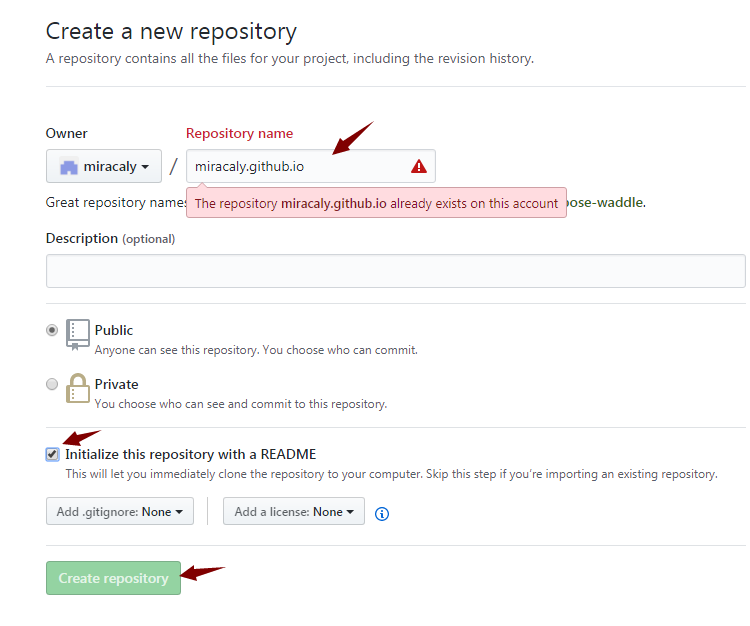 Create a new repository
A repository contains all the files for your project, including the revision history.
Owner
Repository name
miracaly
/
miracaly.github.io
Great repository names
The repository miracaly.github.io already exists on this account
-waddle.
Description (optional)
Public
Anyone can see this repository. You choose who can commit.
Private
You choose who can see and commit to this repository.
Initialize this repository with a README
This will let you immediately clone the repository to your computer. Skip this step if you're importing an existing repository.
Add .gitignore: None
Add a license: None
Create repository